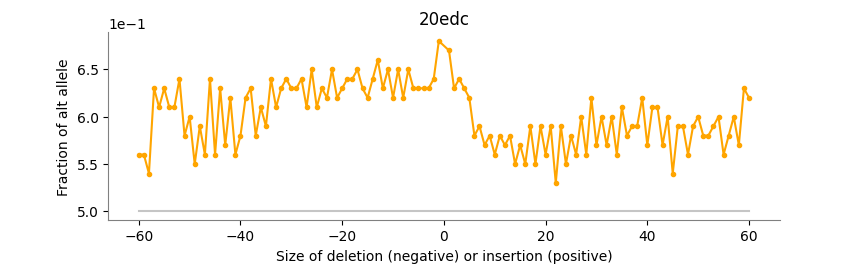 20edc
1e−1
6.5
6.0
5.5
5.0
Fraction of alt allele
−60 −40 −20 0 20 40 60
Size of deletion (negative) or insertion (positive)